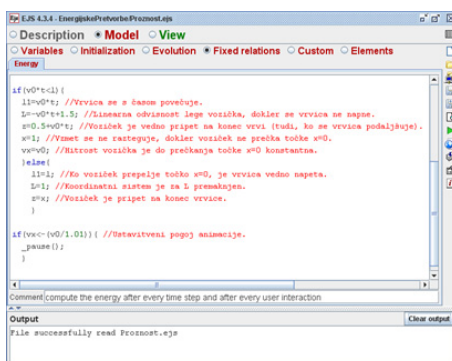 EJS 4.3.4 - EnergijskePretvorbe/Proznost.ejs
Description Model View
Variables Initialization Evolution Fixed relations Custom Elements
Energy
if(v0*t<l){
l1=v0*t; //Vrvica se s časom povečuje.
L=-v0*t+1.5; //Linearna odvisnost lege vozička, dokler se vrvica ne napne.
z=0.5+v0*t; //Voziček je vedno pripet na konec vrvi (tudi, ko se vrvica podaljšuje).
x=1; //Vzmet se ne razteguje, dokler voziček ne prečka točke x=0.
vx=v0; //Hitrost vozička je do prečkanja točke x=0 konstantna.
}else{
l1=l; //Ko voziček prepelje točko x=0, je vrvica vedno napeta.
L=1; //Koordinatni sistem je za L premaknjen.
z=x; //Voziček je pripet na konec vrvice.
}
if(vx<-(v0/1.01)){ //Ustavitveni pogoj animacije.
_pause();
}
Comment compute the energy after every time step and after every user interaction
Output Clear output
File successfully read Proznost.ejs